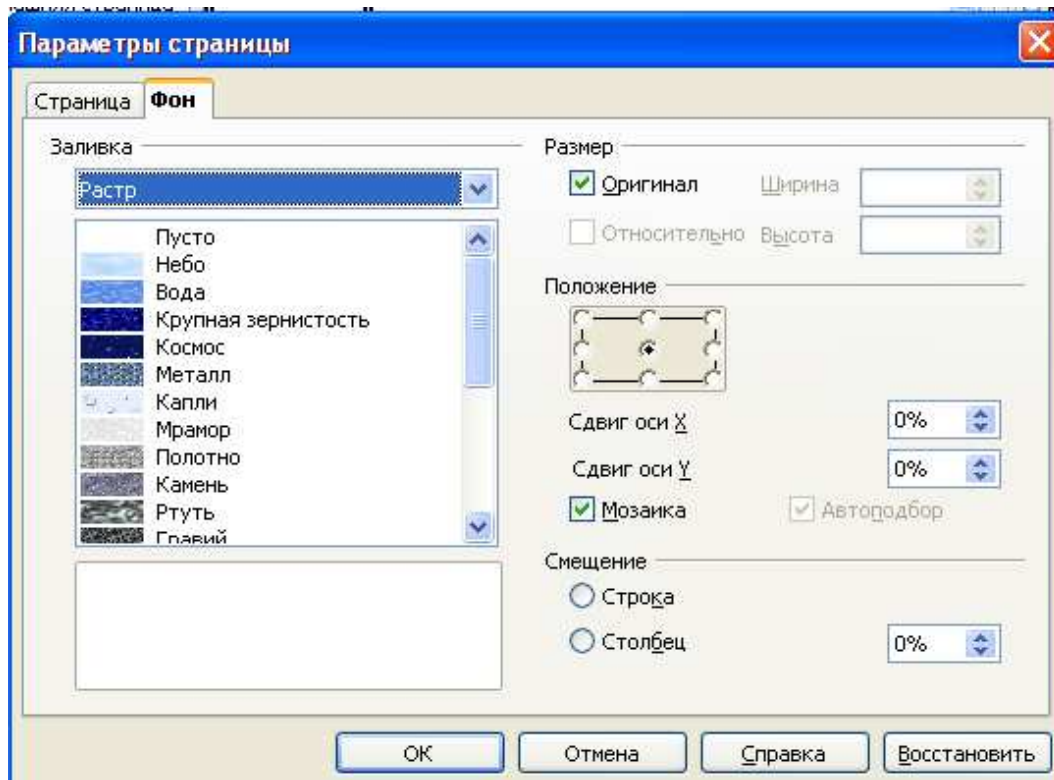 Параметры страницы
Страница Фон
Заливка
Растр
Пусто
Небо
Вода
Крупная зернистость
Космос
Металл
Капли
Мрамор
Полотно
Камень
Ртуть
Гравий
Размер
Оригинал Ширина
Относительно Высота
Положение
Сдвиг оси X 0%
Сдвиг оси Y 0%
Мозаика Автоподбор
Смещение
Строка
Столбец 0%
ОК Отмена Справка Восстановить